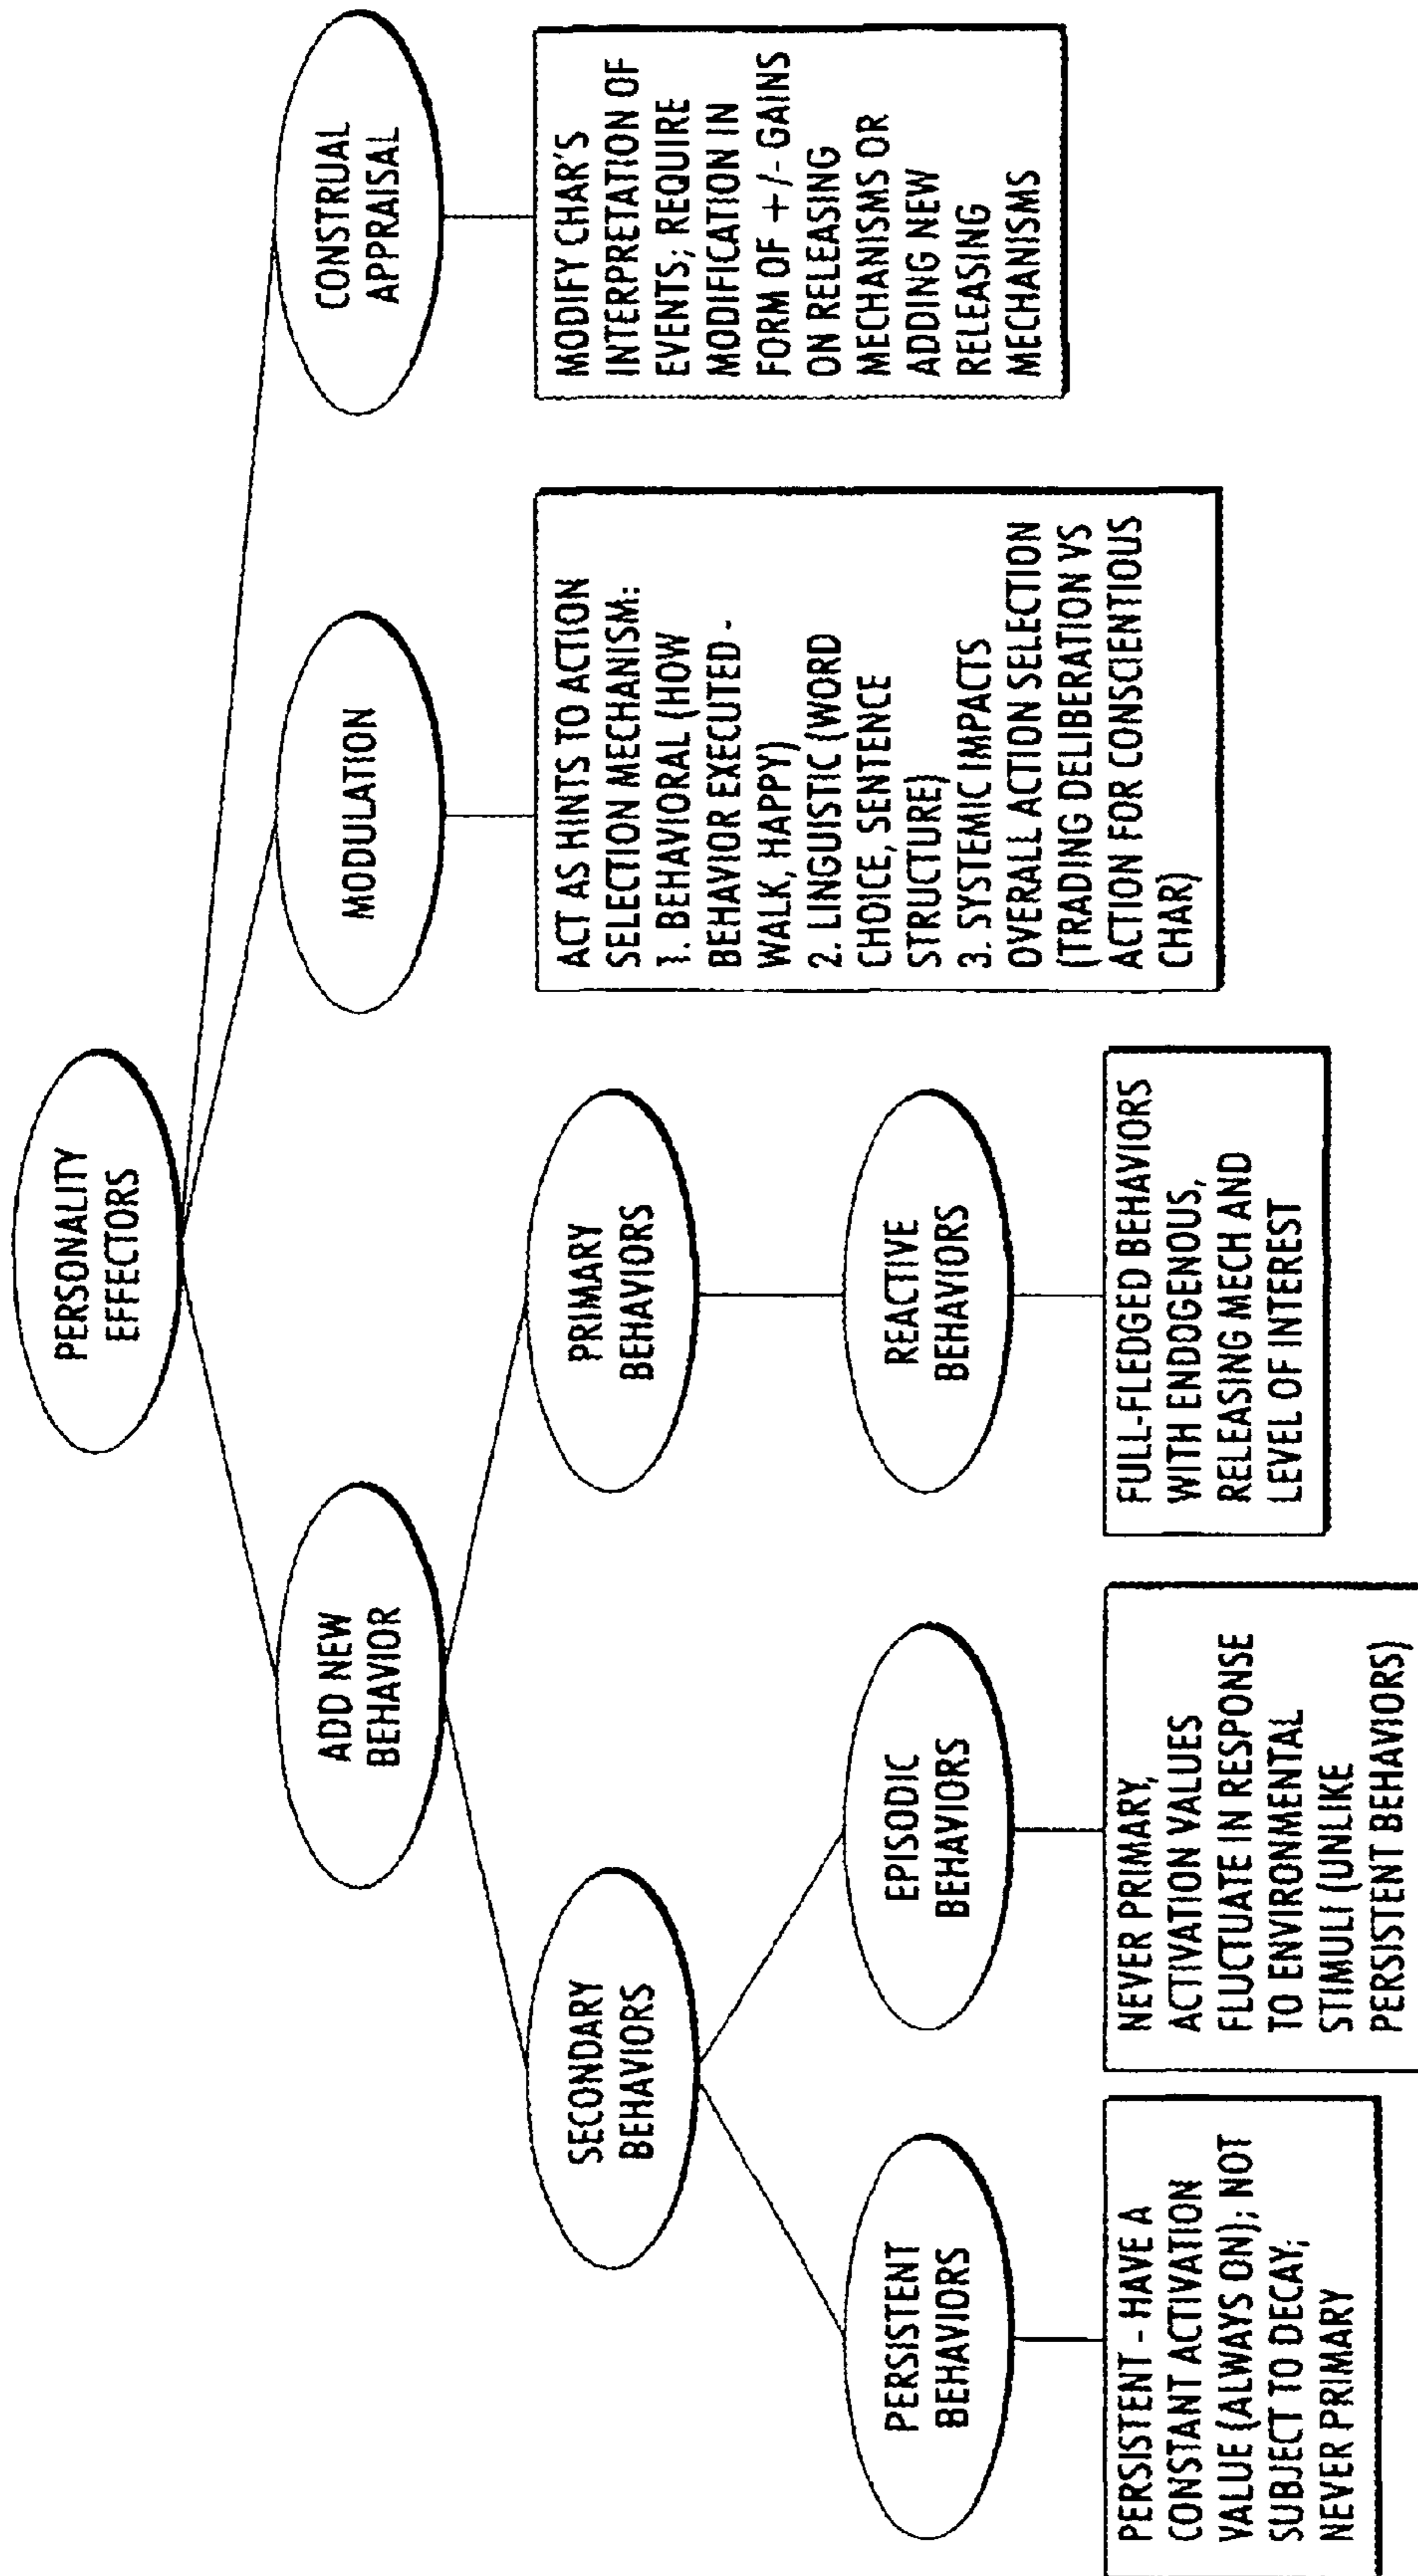 PERSONALITY
EFFECTORS
ADD NEW
BEHAVIOR
MODULATION
CONSTRUAL
APPRAISAL
SECONDARY
BEHAVIORS
PRIMARY
BEHAVIORS
ACT AS HINTS TO ACTION
SELECTION MECHANISM:
1. BEHAVIORAL (HOW
BEHAVIOR EXECUTED -
WALK, HAPPY)
2. LINGUISTIC (WORD
CHOICE, SENTENCE
STRUCTURE)
3. SYSTEMIC IMPACTS
OVERALL ACTION SELECTION
(TRADING DELIBERATION VS
ACTION FOR CONSCIENTIOUS
CHAR)
MODIFY CHAR'S
INTERPRETATION OF
EVENTS; REQUIRE
MODIFICATION IN
FORM OF +/- GAINS
ON RELEASING
MECHANISMS OR
ADDING NEW
RELEASING
MECHANISMS
PERSISTENT
BEHAVIORS
EPISODIC
BEHAVIORS
REACTIVE
BEHAVIORS
PERSISTENT - HAVE A
CONSTANT ACTIVATION
VALUE (ALWAYS ON); NOT
SUBJECT TO DECAY;
NEVER PRIMARY
NEVER PRIMARY,
ACTIVATION VALUES
FLUCTUATE IN RESPONSE
TO ENVIRONMENTAL
STIMULI (UNLIKE
PERSISTENT BEHAVIORS)
FULL-FLEDGED BEHAVIORS
WITH ENDOGENOUS,
RELEASING MECH AND
LEVEL OF INTEREST